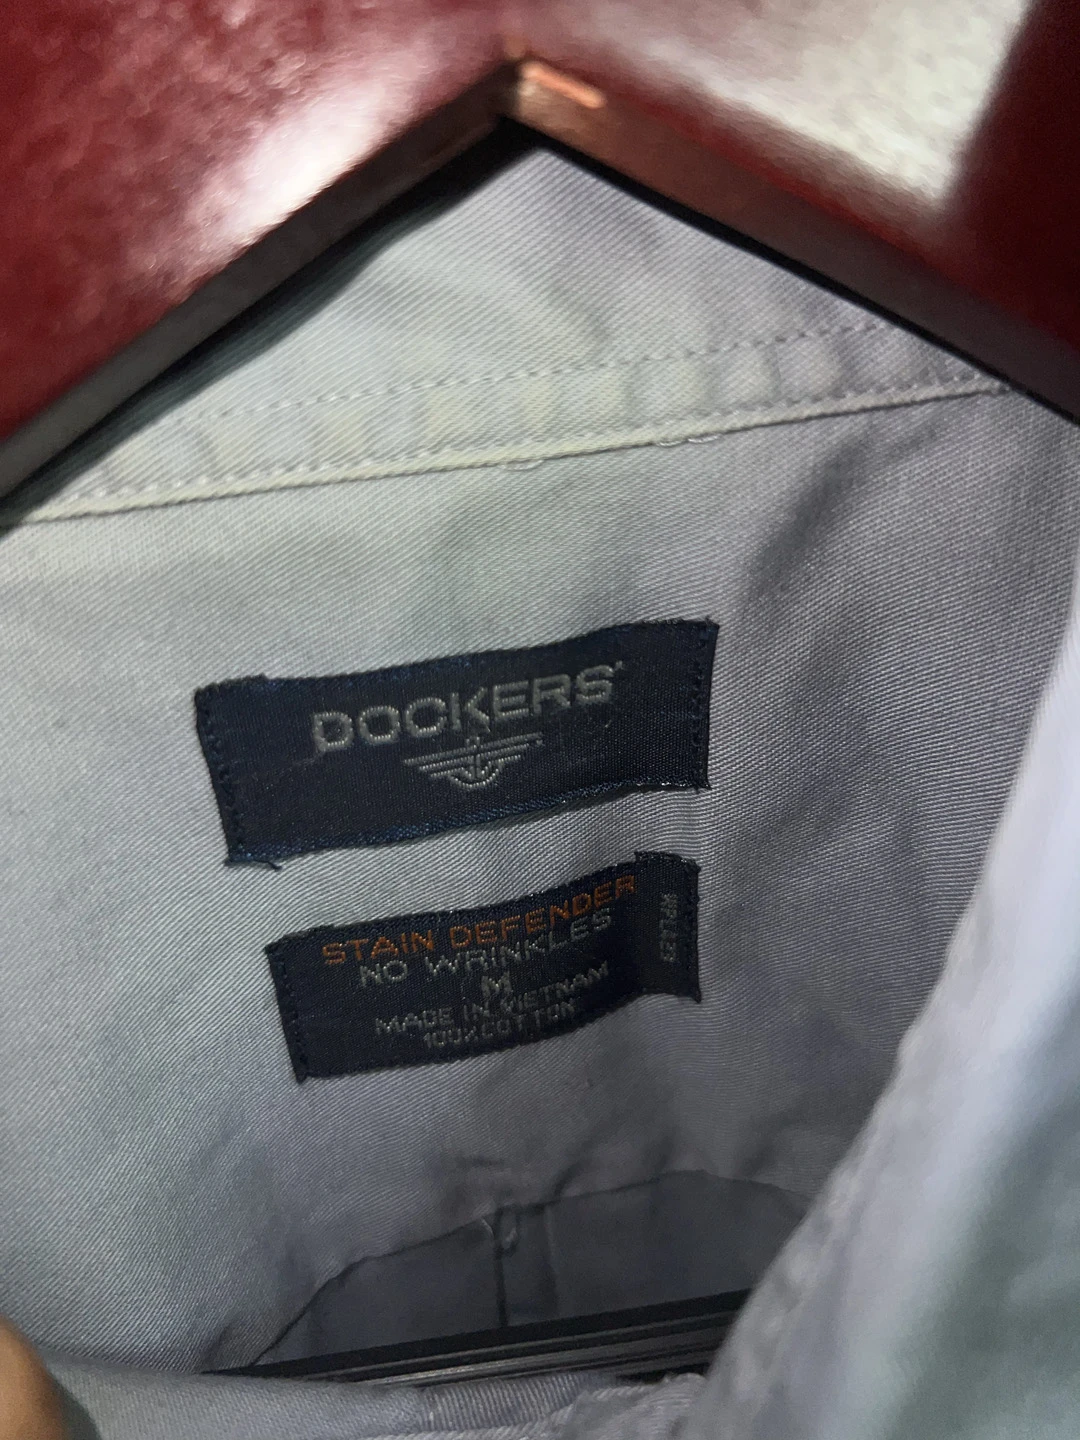 DOCKERS
STAIN DEFENDER
NO WRINKLES
M
MADE IN VIETNAM
100% COTTON